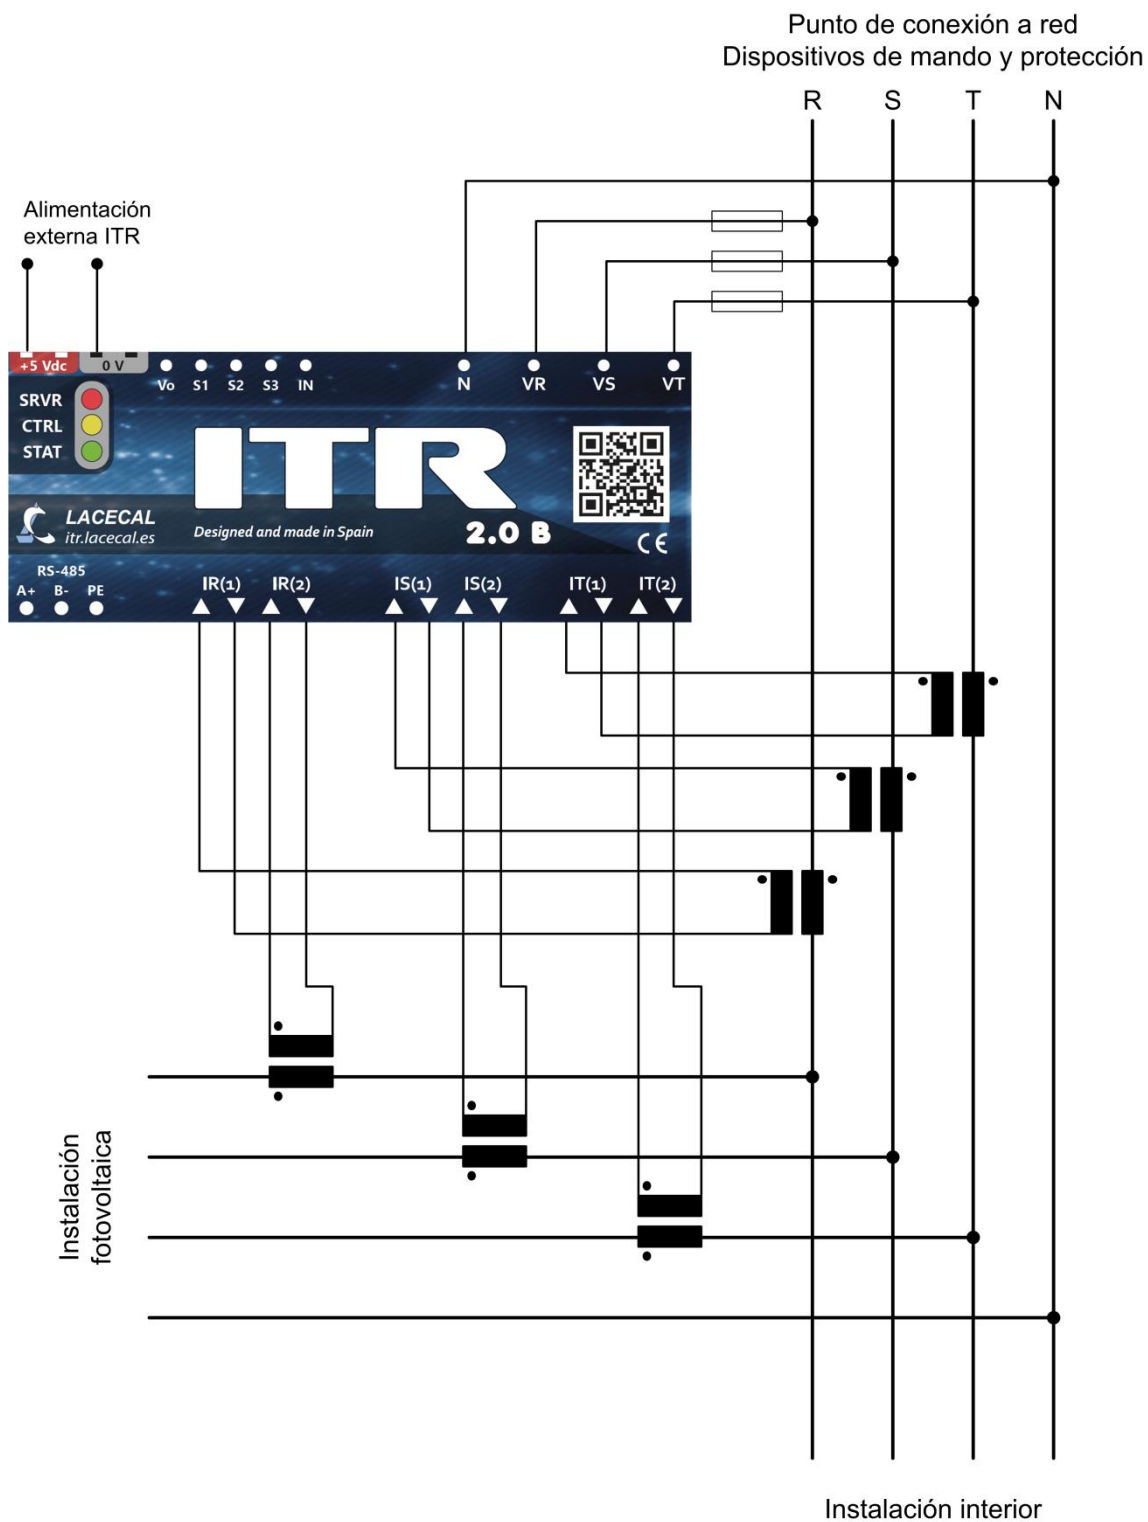 Punto de conexión a red
Dispositivos de mando y protección
R S T N
Alimentación
externa ITR
+5 Vdc 0 V
Vo S1 S2 S3 IN N VR VS VT
SRVR
CTRL
STAT
ITR
LACECAL
itr.lacecal.es
Designed and made in Spain
2.0 B
CE
RS-485
A+ B- PE
IR(1) IR(2) IS(1) IS(2) IT(1) IT(2)
Instalación
fotovoltaica
Instalación interior